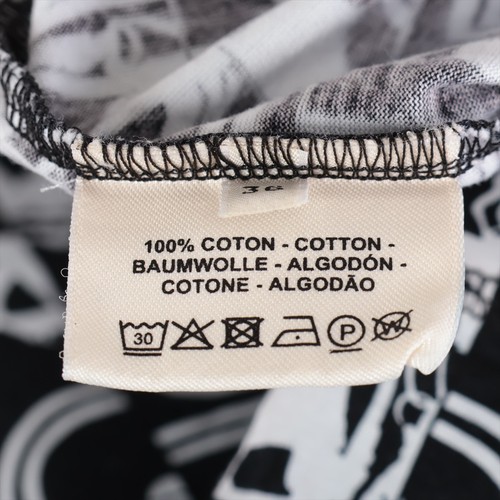 36
100% COTON - COTTON -
BAUMWOLLE - ALGODÓN -
COTONE - ALGODÃO
30
P
W